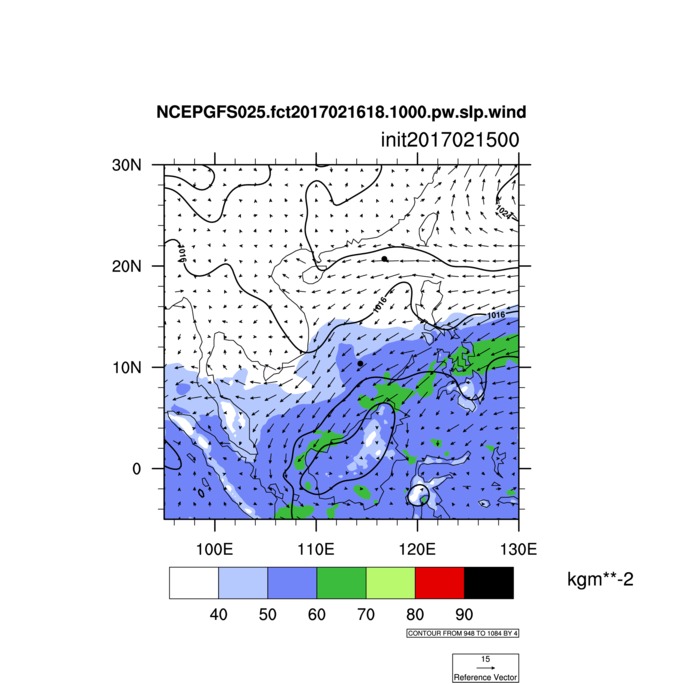 NCEPGFS025.fct2017021618.1000.pw.slp.wind
init2017021500
30N
1024
1016
20N
1016
1016
10N
0
0
100E 110E 120E 130E
kgm**-2
40 50 60 70 80 90
CONTOUR FROM 948 TO 1084 BY 4
15
Reference Vector